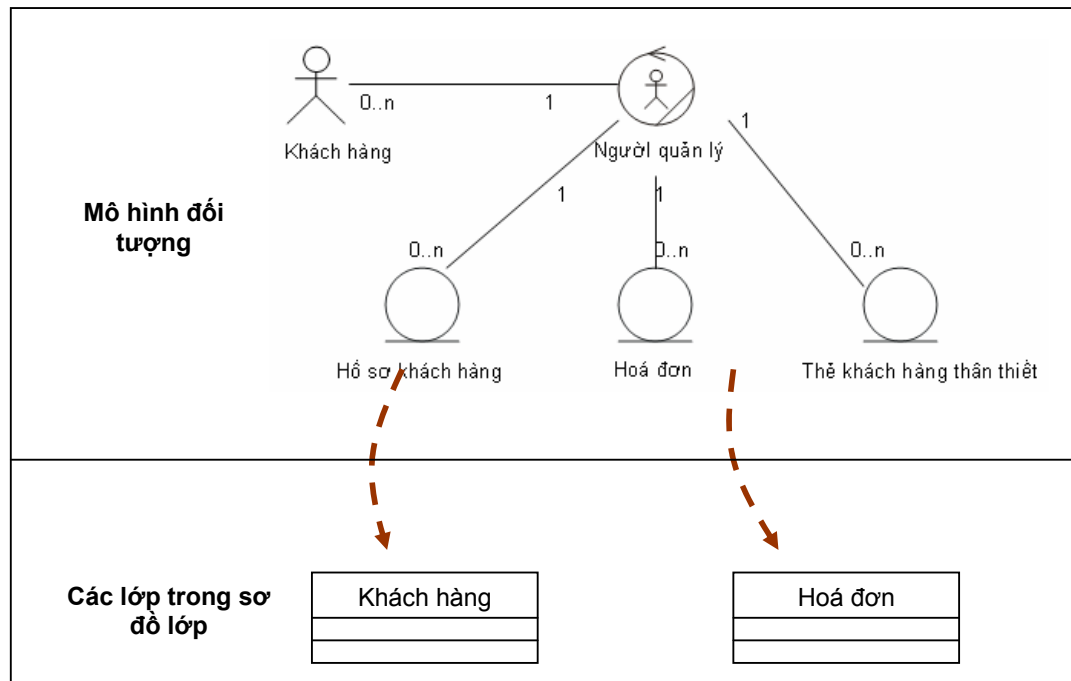 0..n
1
Khách hàng
Người quản lý
1
1
1
Mô hình đối
tượng
0..n
0..n
0..n
Hồ sơ khách hàng
Hoá đơn
Thẻ khách hàng thân thiết
Các lớp trong sơ
đồ lớp
Khách hàng
Hoá đơn